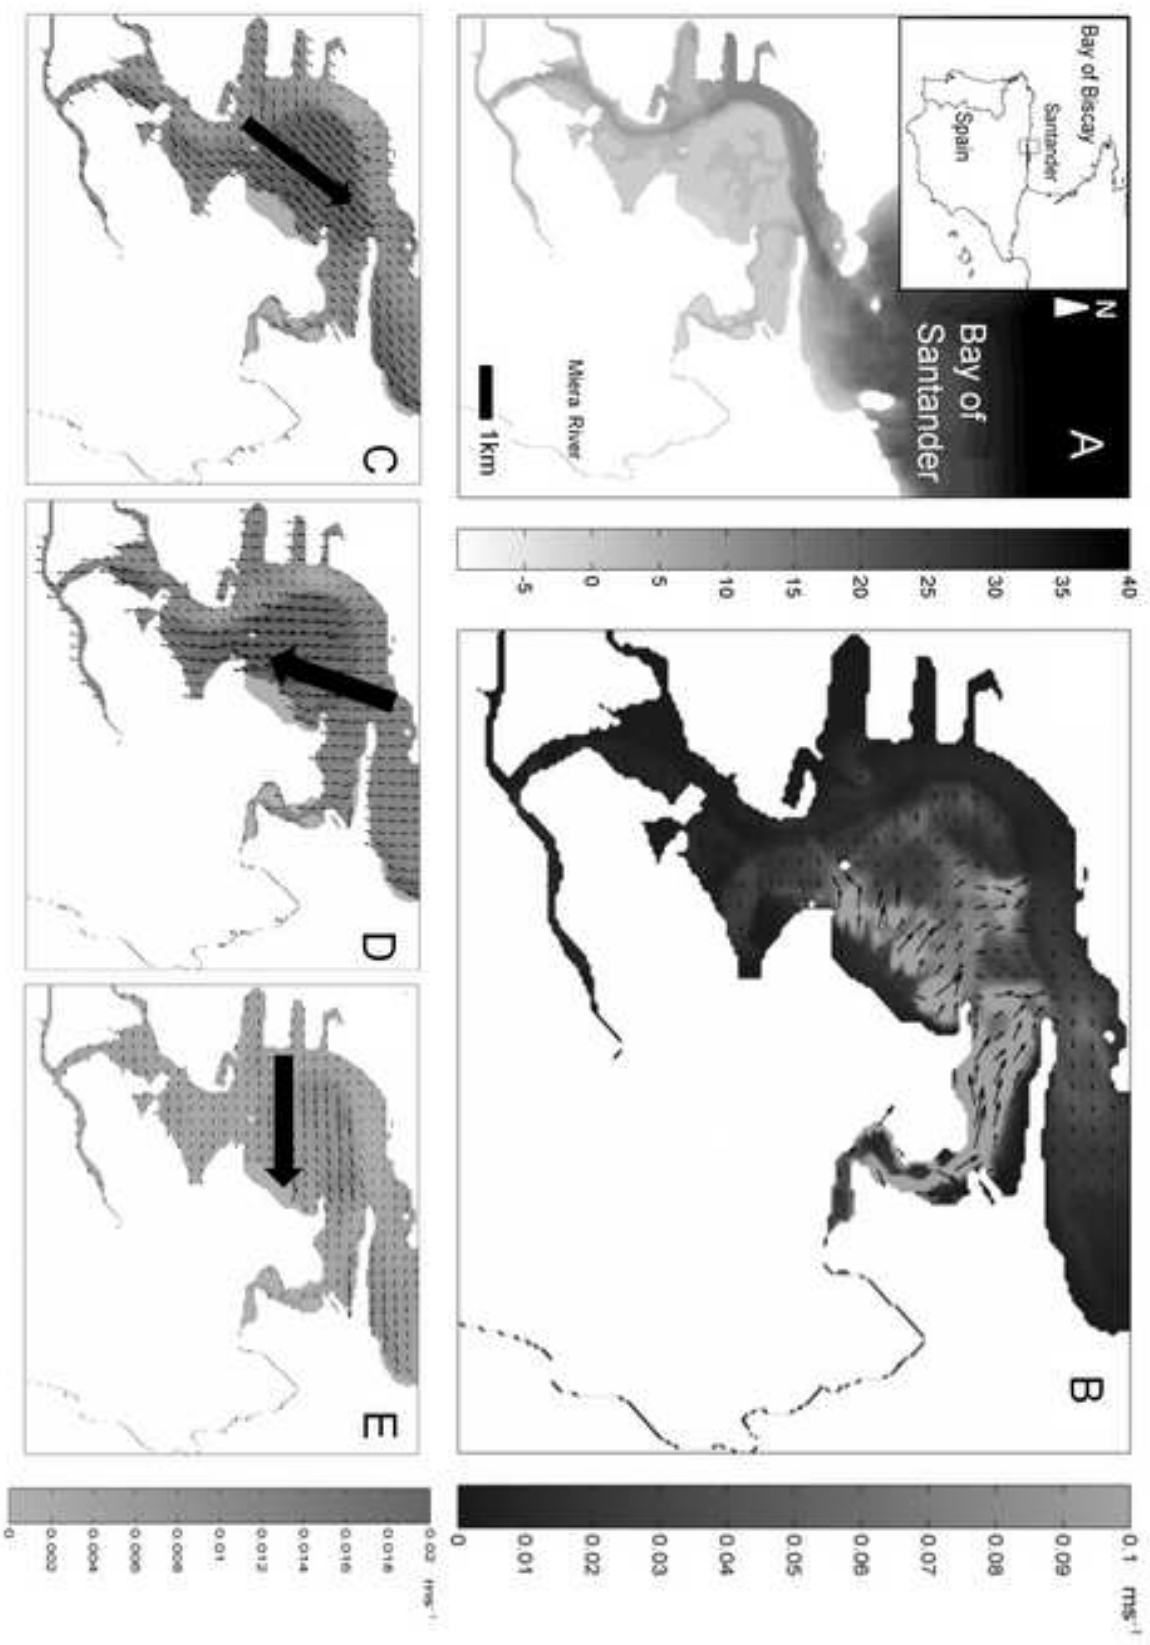 A
Bay of Biscay
Santander
Spain
N
Bay of
Santander
Miera River
1km
-5
0
5
10
15
20
25
30
35
40
B
0
0.01
0.02
0.03
0.04
0.05
0.06
0.07
0.08
0.09
0.1
ms⁻¹
C
D
E
0
0.002
0.004
0.006
0.008
0.01
0.012
0.014
0.016
0.018
0.02
ms⁻¹